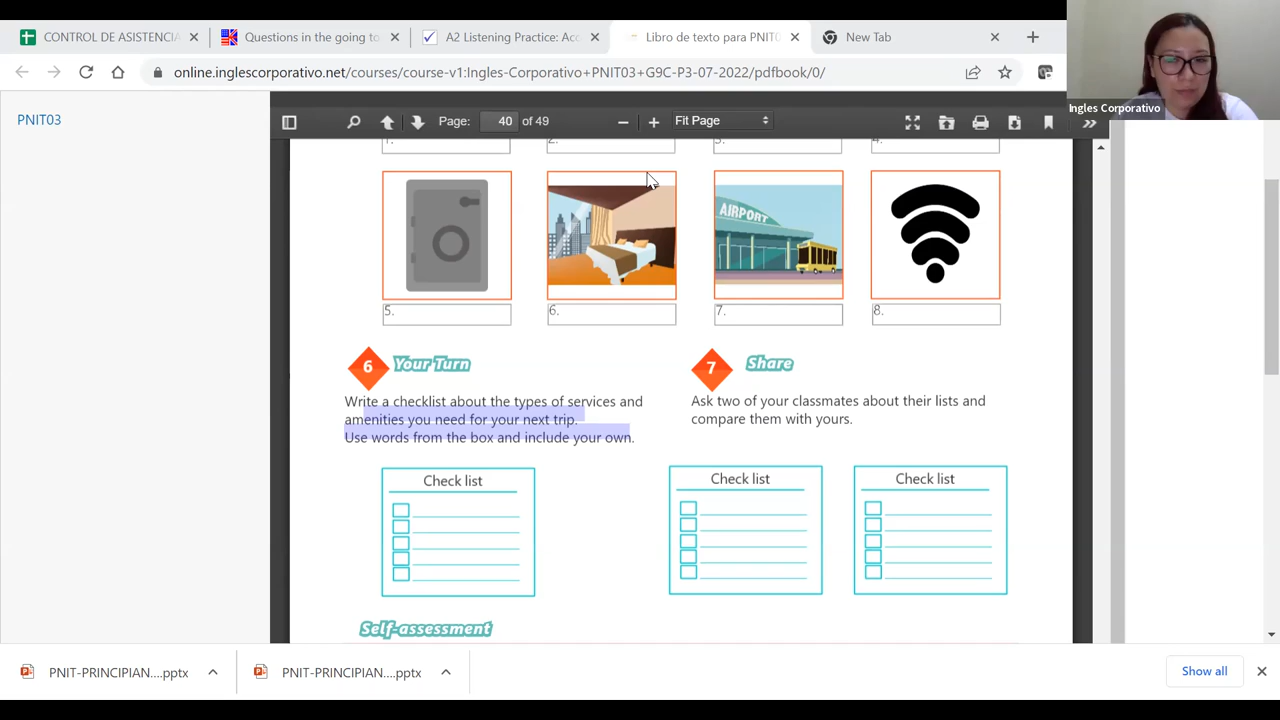 CONTROL DE ASISTENCIA
Questions in the going to
A2 Listening Practice: Acc
Libro de texto para PNIT0
New Tab
online.inglescorporativo.net/courses/course-v1:Ingles-Corporativo+PNIT03+G9C-P3-07-2022/pdfbook/0/
Ingles Corporativo
PNIT03
Page: 40 of 49
Fit Page
1. 2. 3. 4.
AIRPORT
5. 6. 7. 8.
6 Your Turn
Write a checklist about the types of services and
amenities you need for your next trip.
Use words from the box and include your own.
7 Share
Ask two of your classmates about their lists and
compare them with yours.
Check list
Check list
Check list
Self-assessment
PNIT-PRINCIPIAN....pptx
PNIT-PRINCIPIAN....pptx
Show all